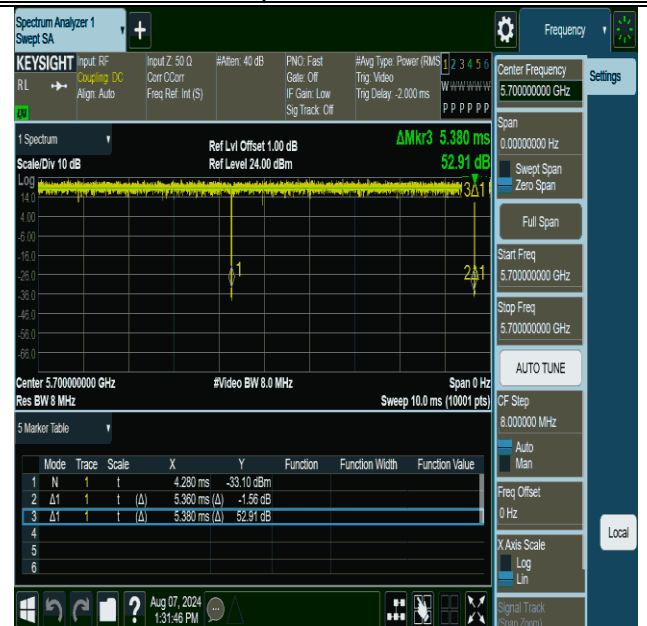 Spectrum Analyzer 1
Swept SA
Frequency
KEYSIGHT
RL
Input: RF
Coupling: DC
Align: Auto
Input Z: 50 Ω
Corr CCorr
Freq Ref: Int (S)
#Atten: 40 dB
PNO: Fast
Gate: Off
IF Gain: Low
Sig Track: Off
#Avg Type: Power (RMS
Trig: Video
Trig Delay: -2.000 ms
1 2 3 4 5 6
W W W W W W
P P P P P P
1 Spectrum
Scale/Div 10 dB
Ref Lvl Offset 1.00 dB
Ref Level 24.00 dBm
ΔMkr3 5.380 ms
52.91 dB
Log
14.0
4.00
-6.00
-16.0
-26.0
-36.0
-46.0
-56.0
-66.0
3Δ1
1
2Δ1
Center 5.700000000 GHz
Res BW 8 MHz
#Video BW 8.0 MHz
Span 0 Hz
Sweep 10.0 ms (10001 pts)
5 Marker Table
Mode Trace Scale X Y Function Function Width Function Value
1 N 1 t 4.280 ms -33.10 dBm
2 Δ1 1 t (Δ) 5.360 ms (Δ) -1.56 dB
3 Δ1 1 t (Δ) 5.380 ms (Δ) 52.91 dB
4
5
6
Aug 07, 2024
1:31:46 PM
Center Frequency
5.700000000 GHz
Span
0.00000000 Hz
Swept Span
Zero Span
Full Span
Start Freq
5.700000000 GHz
Stop Freq
5.700000000 GHz
AUTO TUNE
CF Step
8.000000 MHz
Auto
Man
Freq Offset
0 Hz
X Axis Scale
Log
Lin
Signal Track
(Span Zoom)
Settings
Local